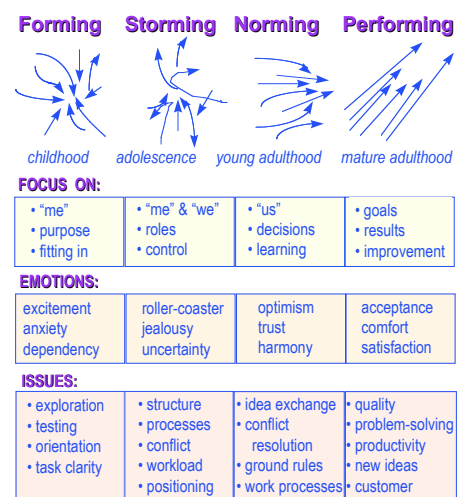 Forming Storming Norming Performing
childhood adolescence young adulthood mature adulthood
FOCUS ON:
• “me” • “me” & “we” • “us” • goals
• purpose • roles • decisions • results
• fitting in • control • learning • improvement
EMOTIONS:
excitement roller-coaster optimism acceptance
anxiety jealousy trust comfort
dependency uncertainty harmony satisfaction
ISSUES:
• exploration • structure • idea exchange • quality
• testing • processes • conflict • problem-solving
• orientation • conflict resolution • productivity
• task clarity • workload • ground rules • new ideas
• positioning • work processes • customer